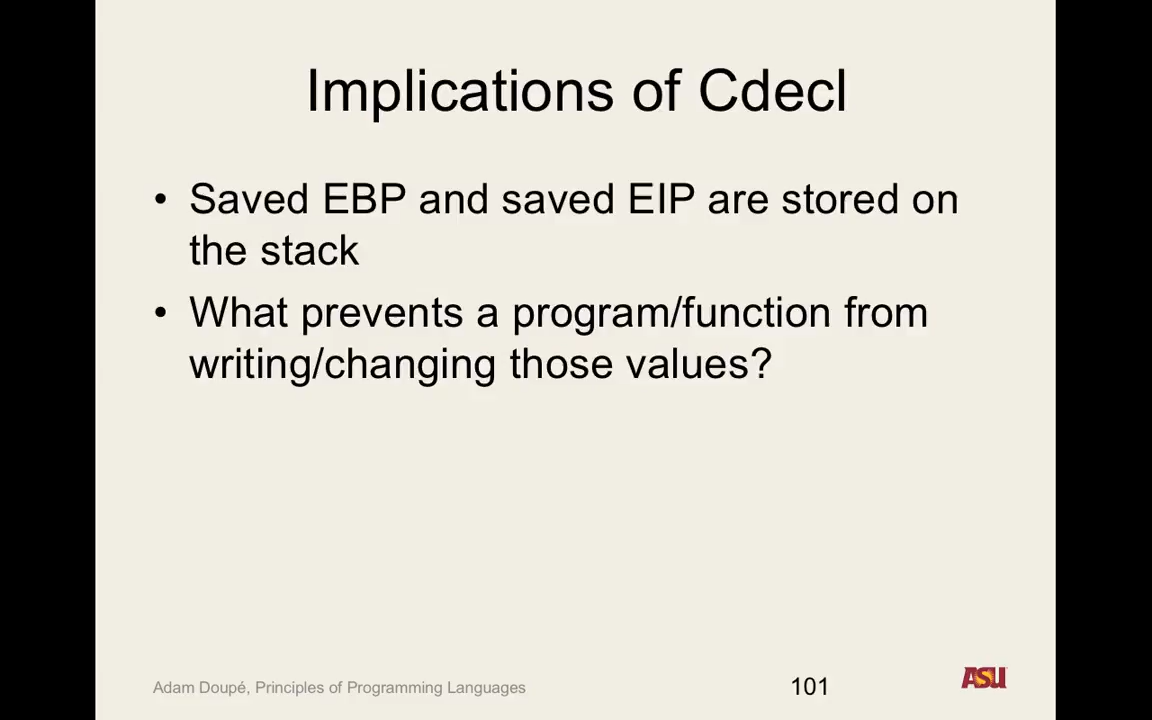 Implications of Cdecl
• Saved EBP and saved EIP are stored on
the stack
• What prevents a program/function from
writing/changing those values?
Adam Doupé, Principles of Programming Languages
101
ASU